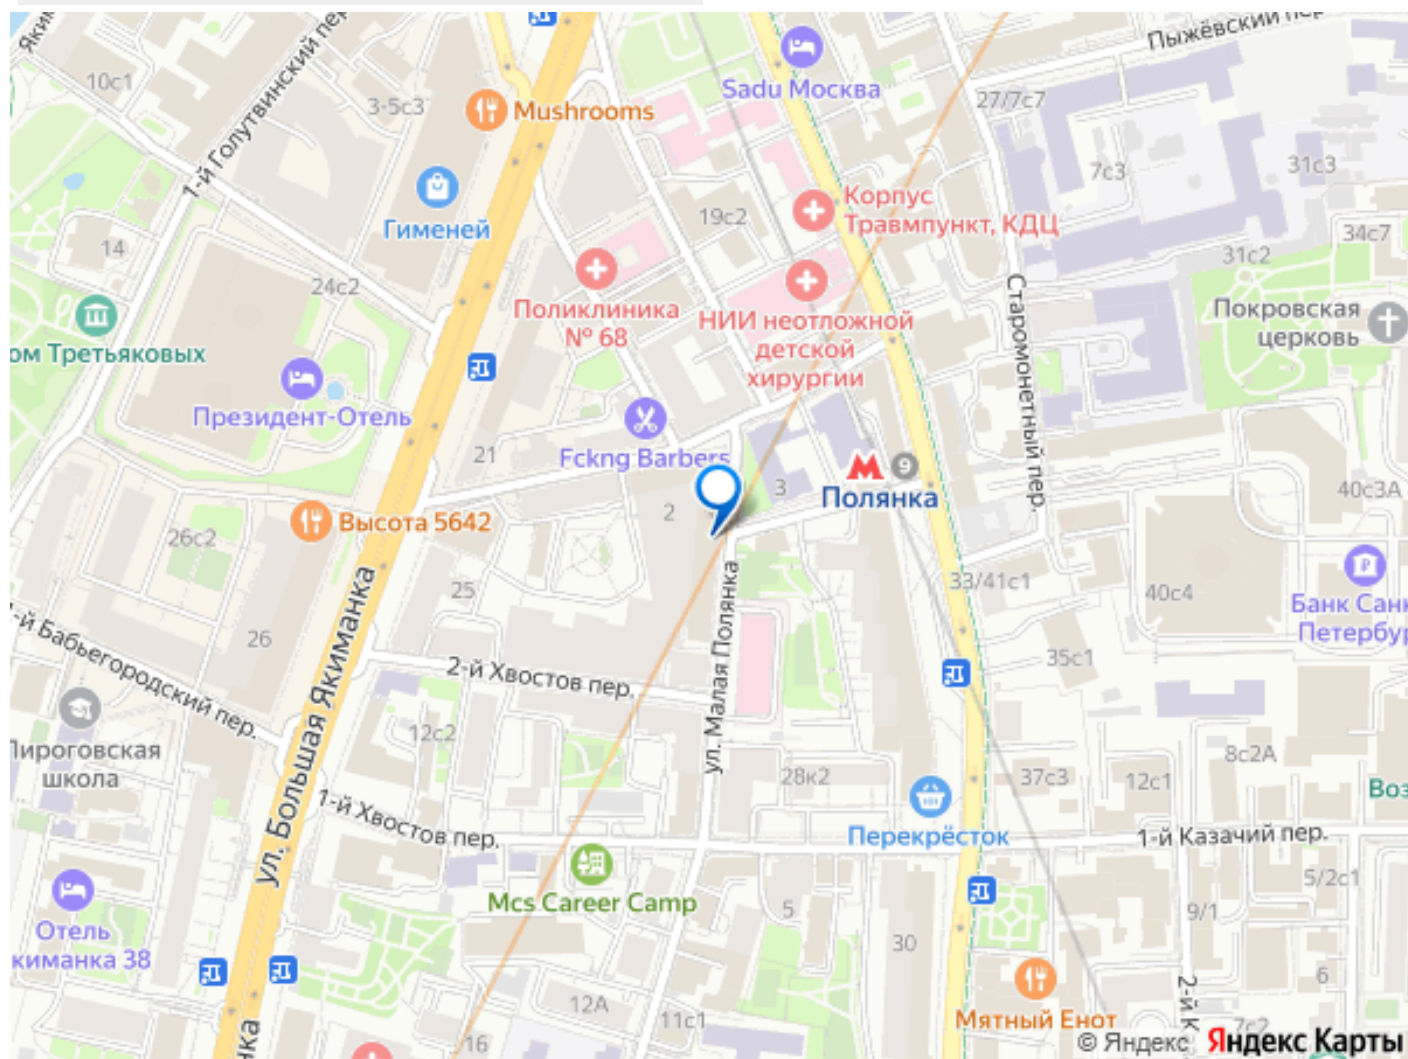 10с1
3-5с3
1-й Голутвинский пер.
Mushrooms
Sadu Москва
Пыжёвский пер.
27/7с7
7с3
31с3
Гименей
19с2
Корпус
Травмпункт, КДЦ
34с7
31с2
14
24с2
Поликлиника
№ 68
НИИ неотложной
детской
хирургии
Старомонетный пер.
Покровская
церковь
ом Третьяковых
Президент-Отель
21
Fckng Barbers
3
9
Полянка
40с3А
2
Высота 5642
26с2
25
33/41с1
40с4
Банк Санк
Петербур
26
-й Бабьегородский пер.
ул. Большая Якиманка
2-й Хвостов пер.
ул. Малая Полянка
35с1
Пироговская
школа
12с2
28к2
37с3
12с1
8с2А
Воз
1-й Хвостов пер.
Перекрёсток
1-й Казачий пер.
Mcs Career Camp
5
5/2с1
9/1
Отель
киманка 38
30
6
12А
11с1
16
Мятный Енот
2-й К
7с2
нка
© Яндекс Яндекс Карты